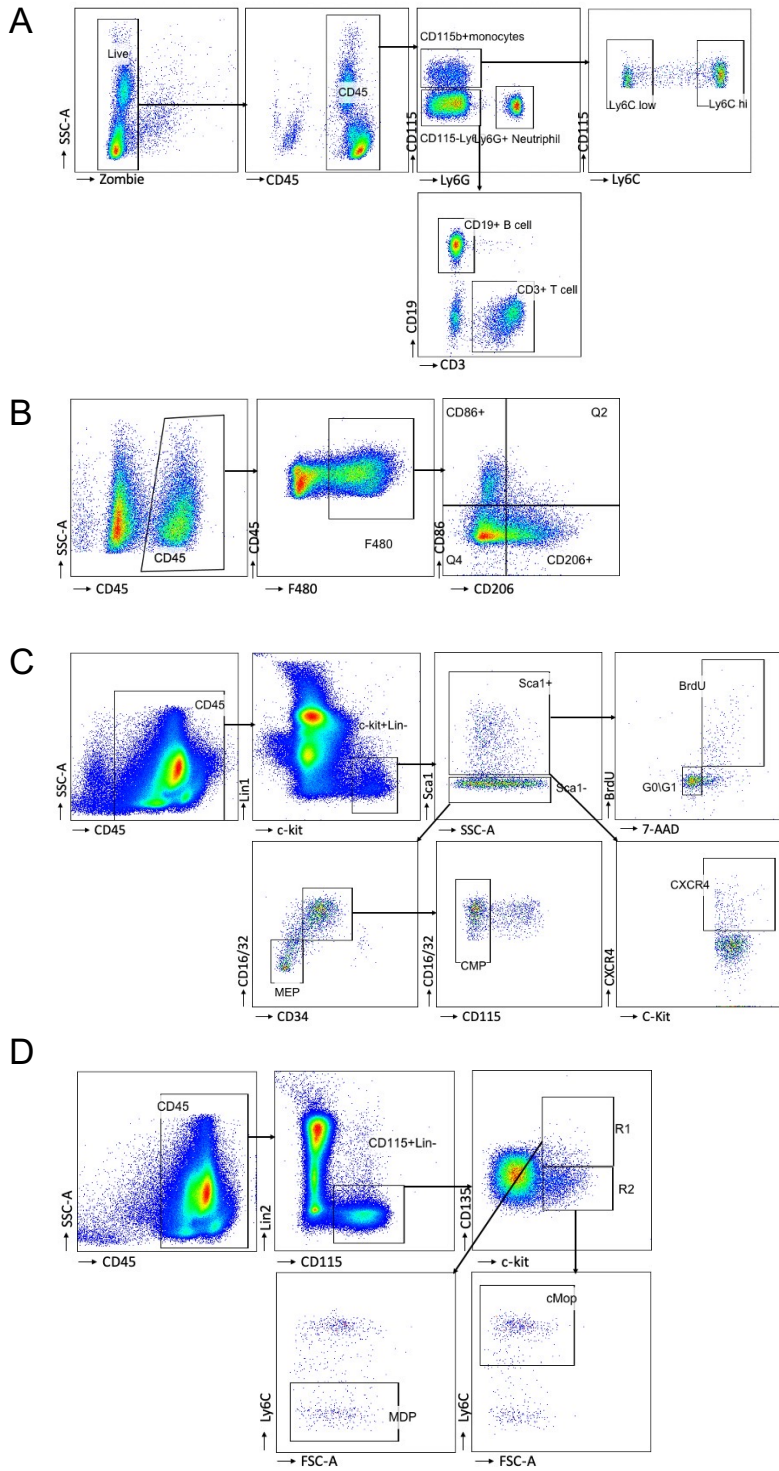 A
Live
SSC-A
Zombie
CD45
CD45
CD115b+monocytes
CD115-Ly6
Ly6G+ Neutriphil
CD115
Ly6G
Ly6C low
Ly6C hi
CD115
Ly6C
CD19+ B cell
CD3+ T cell
CD19
CD3
B
CD45
SSC-A
CD45
F480
CD45
F480
CD86+
Q2
Q4
CD206+
CD86
CD206
C
CD45
SSC-A
CD45
c-kit+Lin-
Lin1
c-kit
Sca1+
Sca1-
Sca1
SSC-A
BrdU
G0\G1
BrdU
7-AAD
MEP
CD16/32
CD34
CMP
CD16/32
CD115
CXCR4
CXCR4
C-Kit
D
CD45
SSC-A
CD45
CD115+Lin-
Lin2
CD115
R1
R2
CD135
c-kit
MDP
Ly6C
FSC-A
cMop
Ly6C
FSC-A